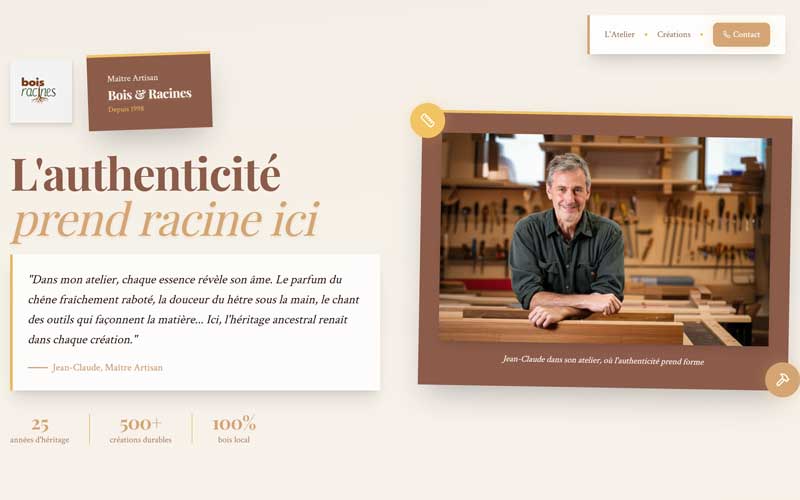 L'Atelier • Créations • Contact
bois
racines
Maître Artisan
Bois & Racines
Depuis 1998
L'authenticité
prend racine ici
"Dans mon atelier, chaque essence révèle son âme. Le parfum du
chêne fraîchement raboté, la douceur du hêtre sous la main, le chant
des outils qui façonnent la matière... Ici, l'héritage ancestral renaît
dans chaque création."
Jean-Claude, Maître Artisan
Jean-Claude dans son atelier, où l'authenticité prend forme
25 500+ 100%
années d'héritage créations durables bois local